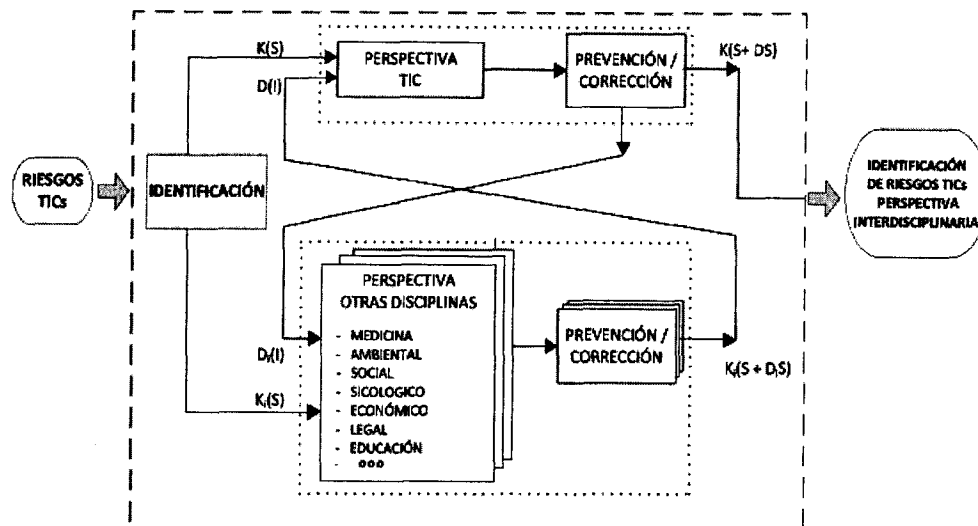 K(S)
D(I)
PERSPECTIVA
TIC
PREVENCIÓN /
CORRECCIÓN
K(S+ DS)
RIESGOS
TICs
IDENTIFICACIÓN
IDENTIFICACIÓN
DE RIESGOS TICs
PERSPECTIVA
INTERDISCIPLINARIA
PERSPECTIVA
OTRAS DISCIPLINAS
- MEDICINA
- AMBIENTAL
- SOCIAL
- SICOLOGICO
- ECONÓMICO
- LEGAL
- EDUCACIÓN
- ooo
Di(I)
Ki(S)
PREVENCIÓN /
CORRECCIÓN
Ki(S + DiS)